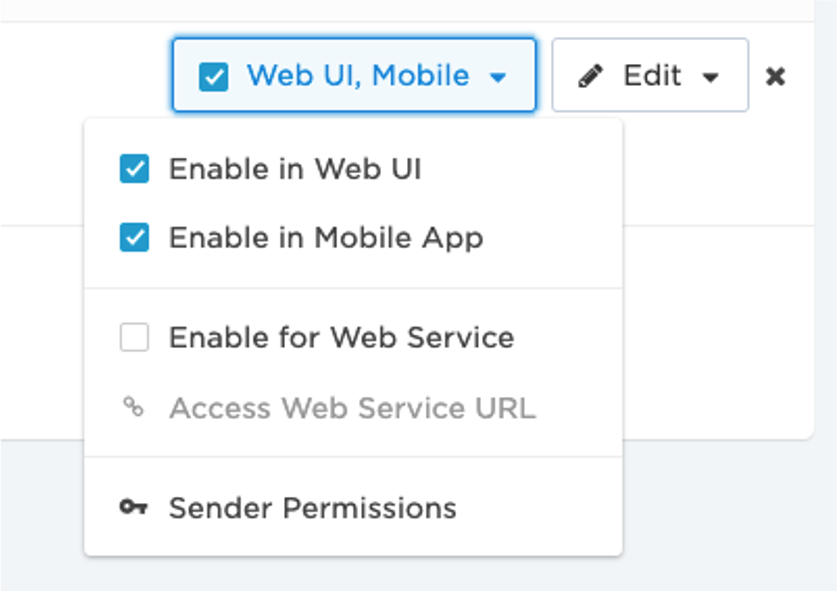 Web UI, Mobile
Edit
Enable in Web UI
Enable in Mobile App
Enable for Web Service
Access Web Service URL
Sender Permissions